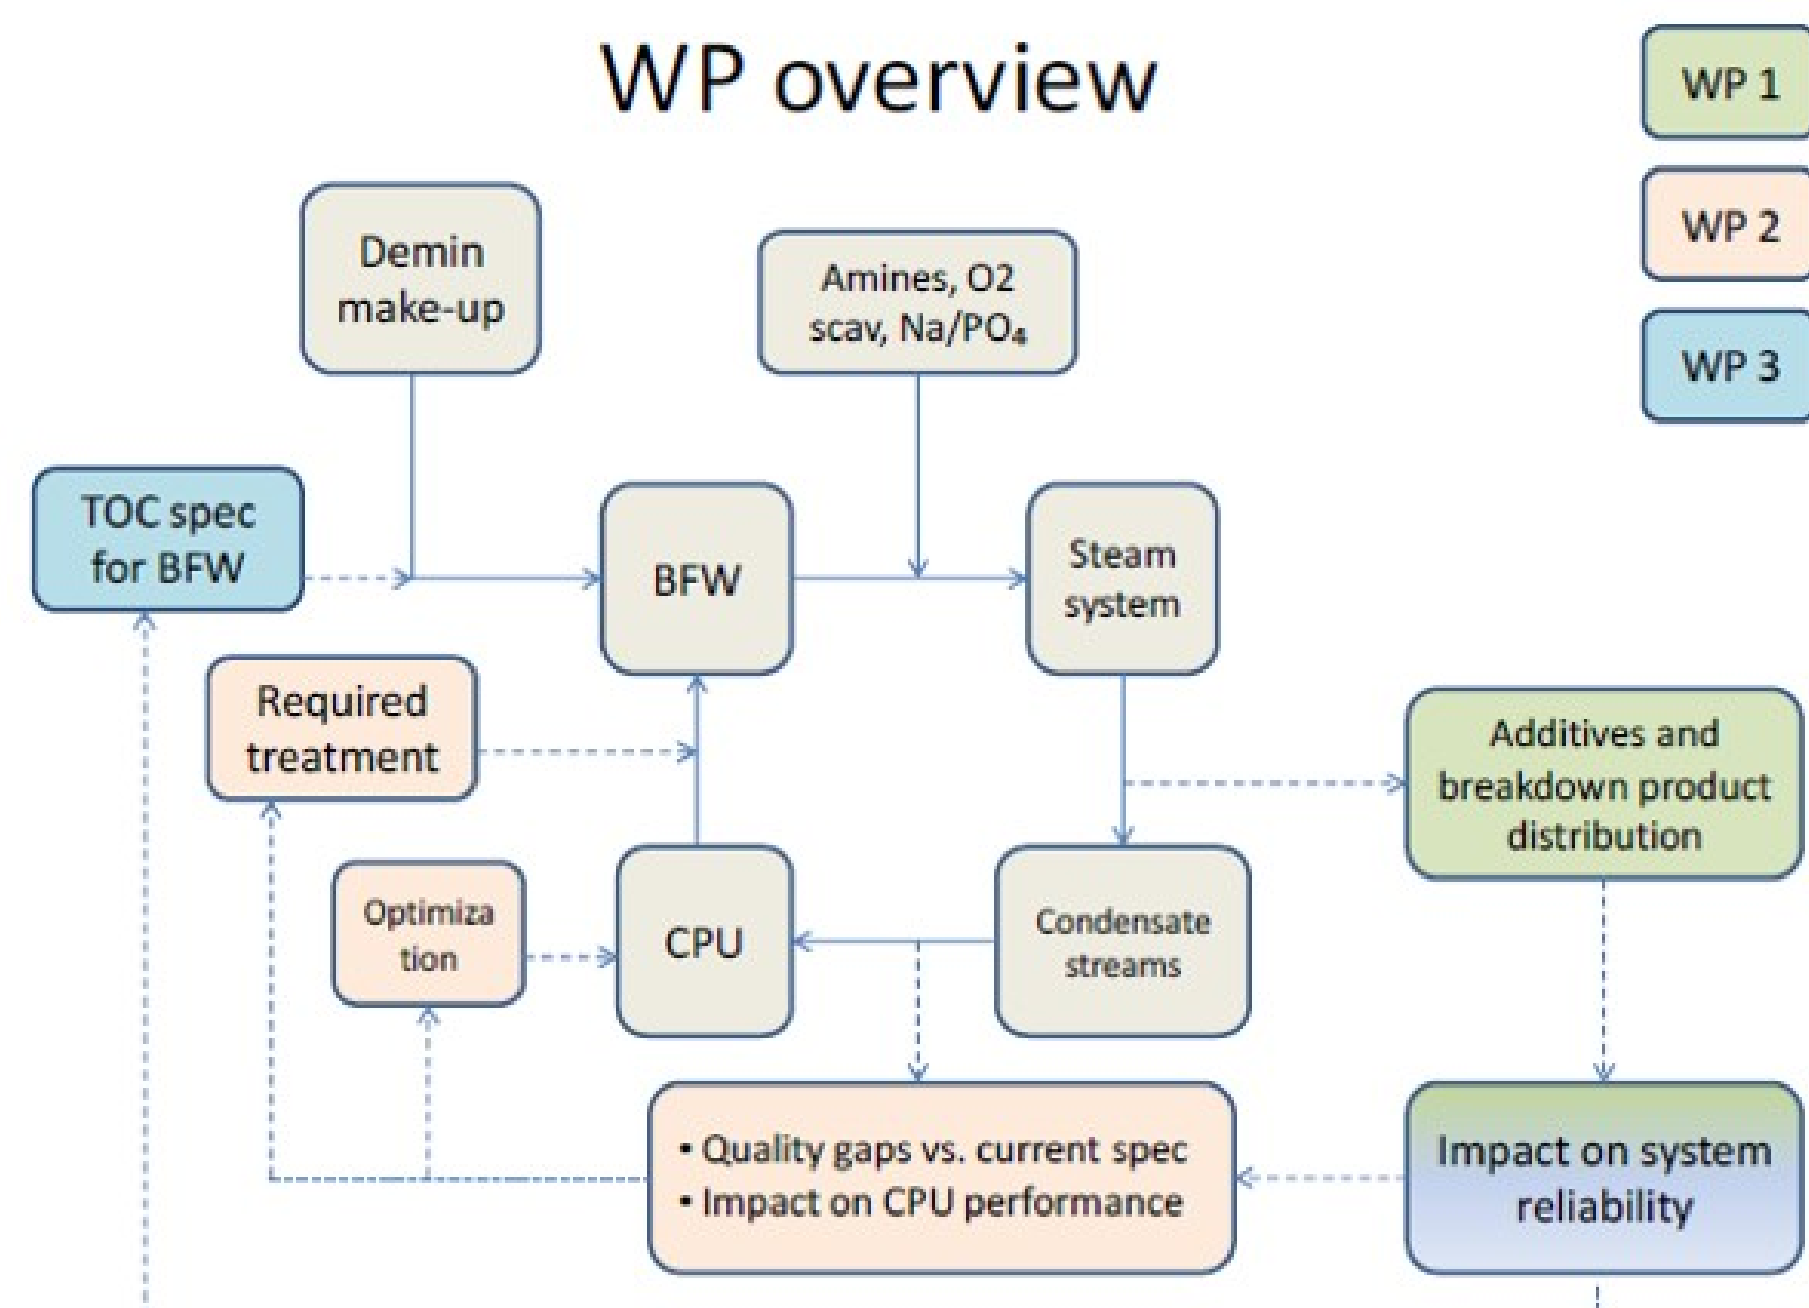 WP overview
WP 1
WP 2
WP 3
Demin
make-up
Amines, O2
scav, Na/PO₄
TOC spec
for BFW
BFW
Steam
system
Required
treatment
Additives and
breakdown product
distribution
Optimiza
tion
CPU
Condensate
streams
• Quality gaps vs. current spec
• Impact on CPU performance
Impact on system
reliability